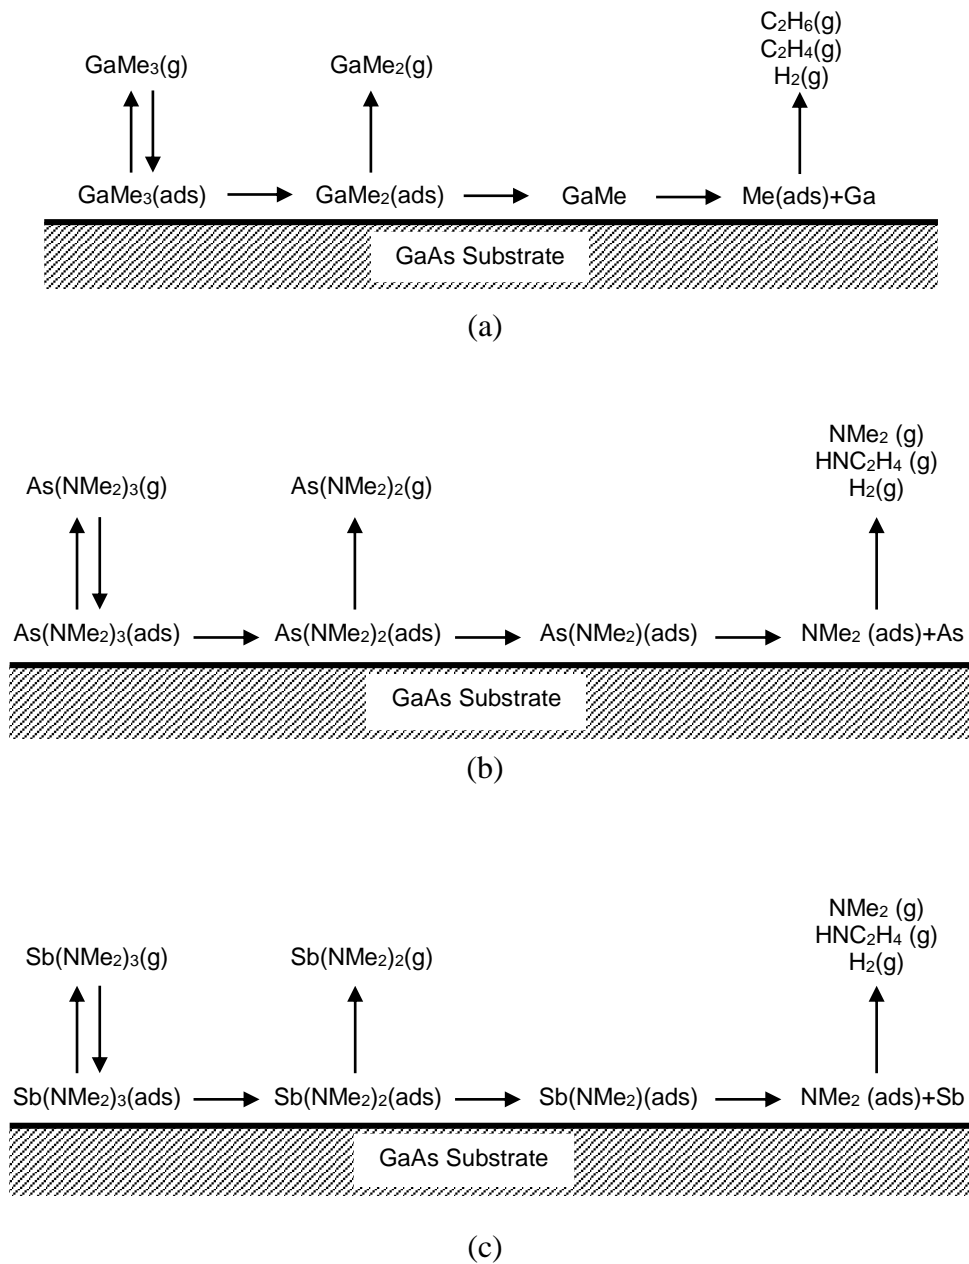 C₂H₆(g)
C₂H₄(g)
H₂(g)
GaMe₃(g) GaMe₂(g)
GaMe₃(ads) GaMe₂(ads) GaMe Me(ads)+Ga
GaAs Substrate
(a)
NMe₂ (g)
HNC₂H₄ (g)
H₂(g)
As(NMe₂)₃(g) As(NMe₂)₂(g)
As(NMe₂)₃(ads) As(NMe₂)₂(ads) As(NMe₂)(ads) NMe₂ (ads)+As
GaAs Substrate
(b)
NMe₂ (g)
HNC₂H₄ (g)
H₂(g)
Sb(NMe₂)₃(g) Sb(NMe₂)₂(g)
Sb(NMe₂)₃(ads) Sb(NMe₂)₂(ads) Sb(NMe₂)(ads) NMe₂ (ads)+Sb
GaAs Substrate
(c)